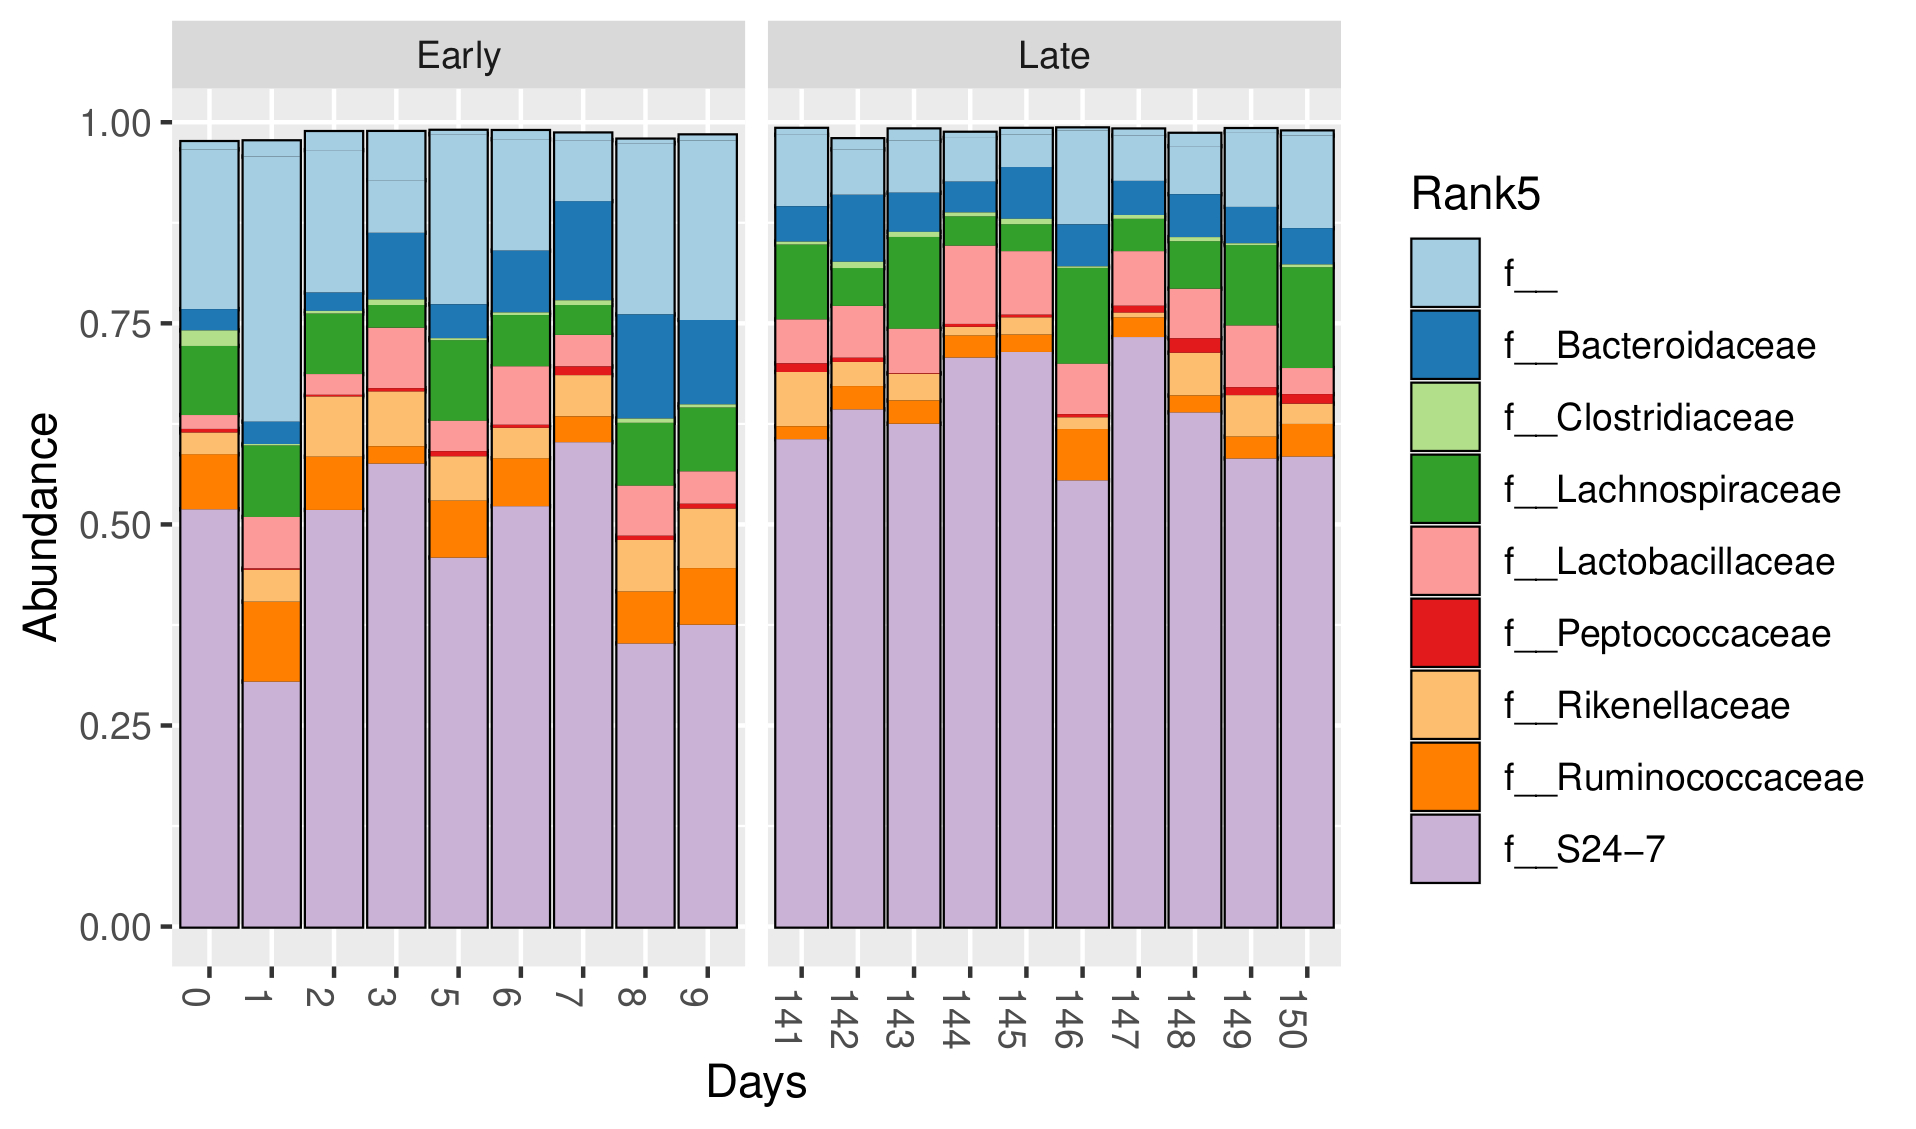 Early
Late
1.00
0.75
0.50
0.25
0.00
Abundance
0 1 2 3 5 6 7 8 9
141 142 143 144 145 146 147 148 149 150
Days
Rank5
f__
f__Bacteroidaceae
f__Clostridiaceae
f__Lachnospiraceae
f__Lactobacillaceae
f__Peptococcaceae
f__Rikenellaceae
f__Ruminococcaceae
f__S24−7